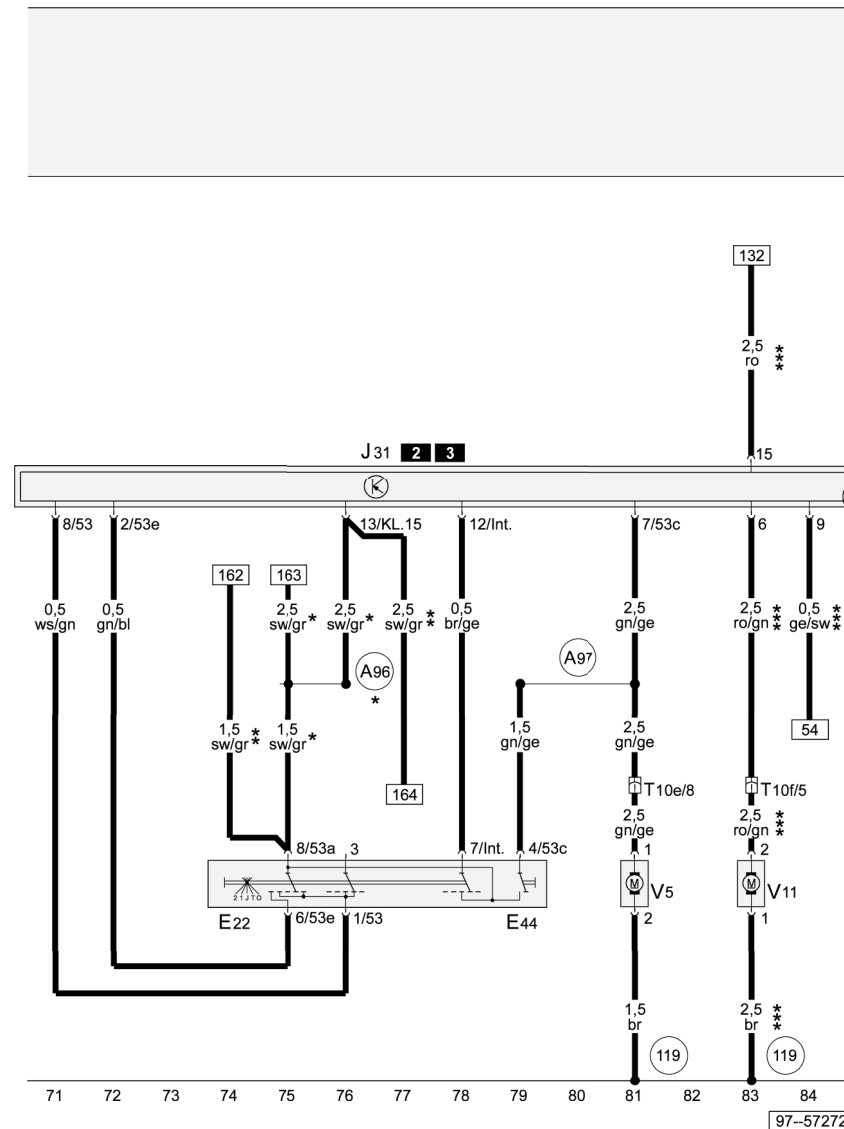 132
2,5
ro
***
J 31 2 3
15
8/53 2/53e 13/KL.15 12/Int. 7/53c 6 9
162 163
0,5 2,5 2,5 2,5 0,5 2,5 2,5 0,5
ws/gn gn/bl sw/gr* sw/gr* sw/gr** br/ge gn/ge ro/gn*** ge/sw***
0,5
A96
*
A97
1,5 1,5 1,5 2,5
sw/gr** sw/gr* gn/ge gn/ge
54
164
T10e/8 T10f/5
2,5 2,5
gn/ge ro/gn***
8/53a 3 7/Int. 4/53c 1 2
M V5 M V11
2 1 J T O
E22 6/53e 1/53 E44 2 1
1,5 2,5
br br***
119 119
71 72 73 74 75 76 77 78 79 80 81 82 83 84
97--57272